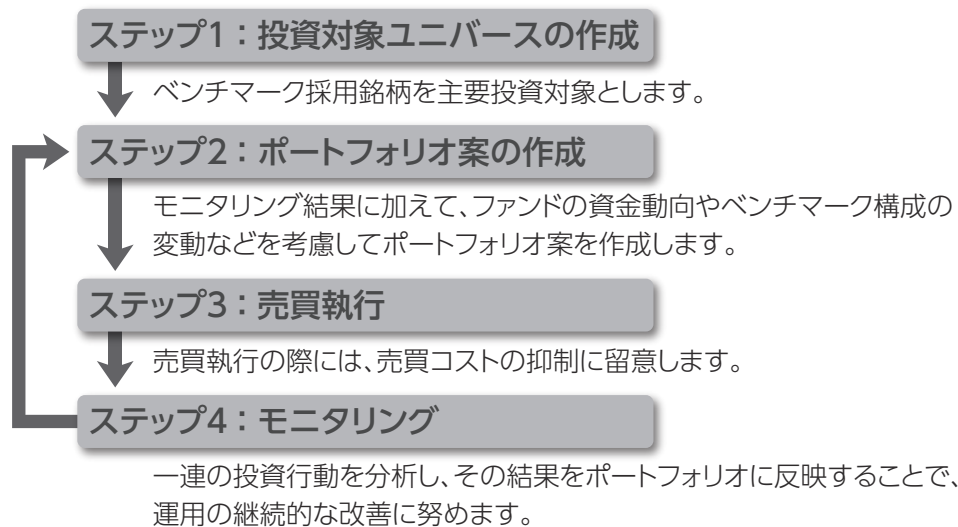 ステップ1：投資対象ユニバースの作成
ベンチマーク採用銘柄を主要投資対象とします。
ステップ2：ポートフォリオ案の作成
モニタリング結果に加えて、ファンドの資金動向やベンチマーク構成の
変動などを考慮してポートフォリオ案を作成します。
ステップ3：売買執行
売買執行の際には、売買コストの抑制に留意します。
ステップ4：モニタリング
一連の投資行動を分析し、その結果をポートフォリオに反映することで、
運用の継続的な改善に努めます。